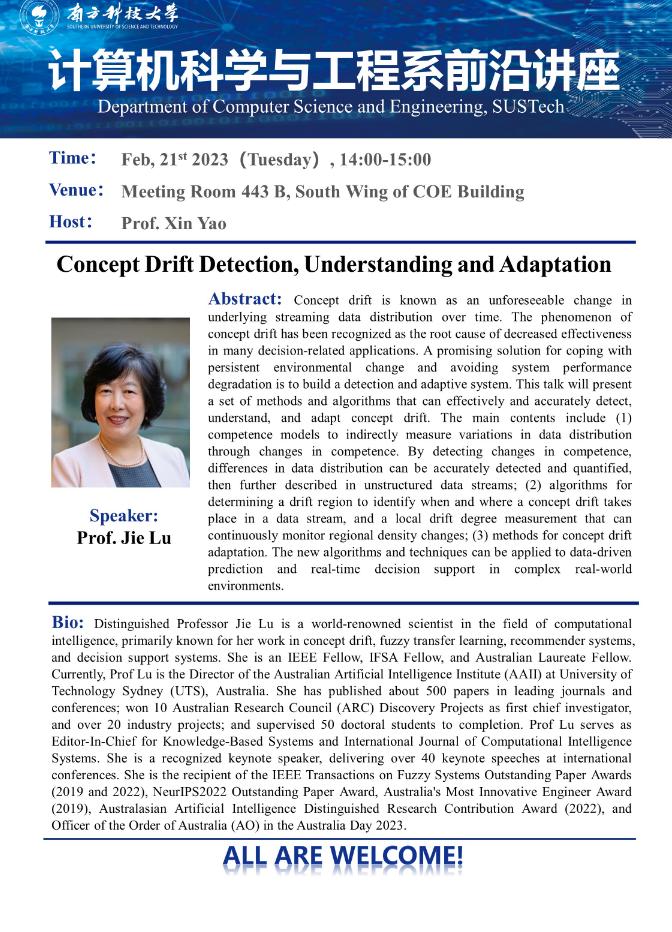 南方科技大学
SOUTHERN UNIVERSITY OF SCIENCE AND TECHNOLOGY
计算机科学与工程系前沿讲座
Department of Computer Science and Engineering, SUSTech
Time: Feb, 21st 2023（Tuesday）, 14:00-15:00
Venue: Meeting Room 443 B, South Wing of COE Building
Host: Prof. Xin Yao
Concept Drift Detection, Understanding and Adaptation
Abstract: Concept drift is known as an unforeseeable change in
underlying streaming data distribution over time. The phenomenon of
concept drift has been recognized as the root cause of decreased effectiveness
in many decision-related applications. A promising solution for coping with
persistent environmental change and avoiding system performance
degradation is to build a detection and adaptive system. This talk will present
a set of methods and algorithms that can effectively and accurately detect,
understand, and adapt concept drift. The main contents include (1)
competence models to indirectly measure variations in data distribution
through changes in competence. By detecting changes in competence,
differences in data distribution can be accurately detected and quantified,
then further described in unstructured data streams; (2) algorithms for
determining a drift region to identify when and where a concept drift takes
place in a data stream, and a local drift degree measurement that can
continuously monitor regional density changes; (3) methods for concept drift
adaptation. The new algorithms and techniques can be applied to data-driven
prediction and real-time decision support in complex real-world
environments.
Speaker:
Prof. Jie Lu
Bio: Distinguished Professor Jie Lu is a world-renowned scientist in the field of computational
intelligence, primarily known for her work in concept drift, fuzzy transfer learning, recommender systems,
and decision support systems. She is an IEEE Fellow, IFSA Fellow, and Australian Laureate Fellow.
Currently, Prof Lu is the Director of the Australian Artificial Intelligence Institute (AAII) at University of
Technology Sydney (UTS), Australia. She has published about 500 papers in leading journals and
conferences; won 10 Australian Research Council (ARC) Discovery Projects as first chief investigator,
and over 20 industry projects; and supervised 50 doctoral students to completion. Prof Lu serves as
Editor-In-Chief for Knowledge-Based Systems and International Journal of Computational Intelligence
Systems. She is a recognized keynote speaker, delivering over 40 keynote speeches at international
conferences. She is the recipient of the IEEE Transactions on Fuzzy Systems Outstanding Paper Awards
(2019 and 2022), NeurIPS2022 Outstanding Paper Award, Australia's Most Innovative Engineer Award
(2019), Australasian Artificial Intelligence Distinguished Research Contribution Award (2022), and
Officer of the Order of Australia (AO) in the Australia Day 2023.
ALL ARE WELCOME!